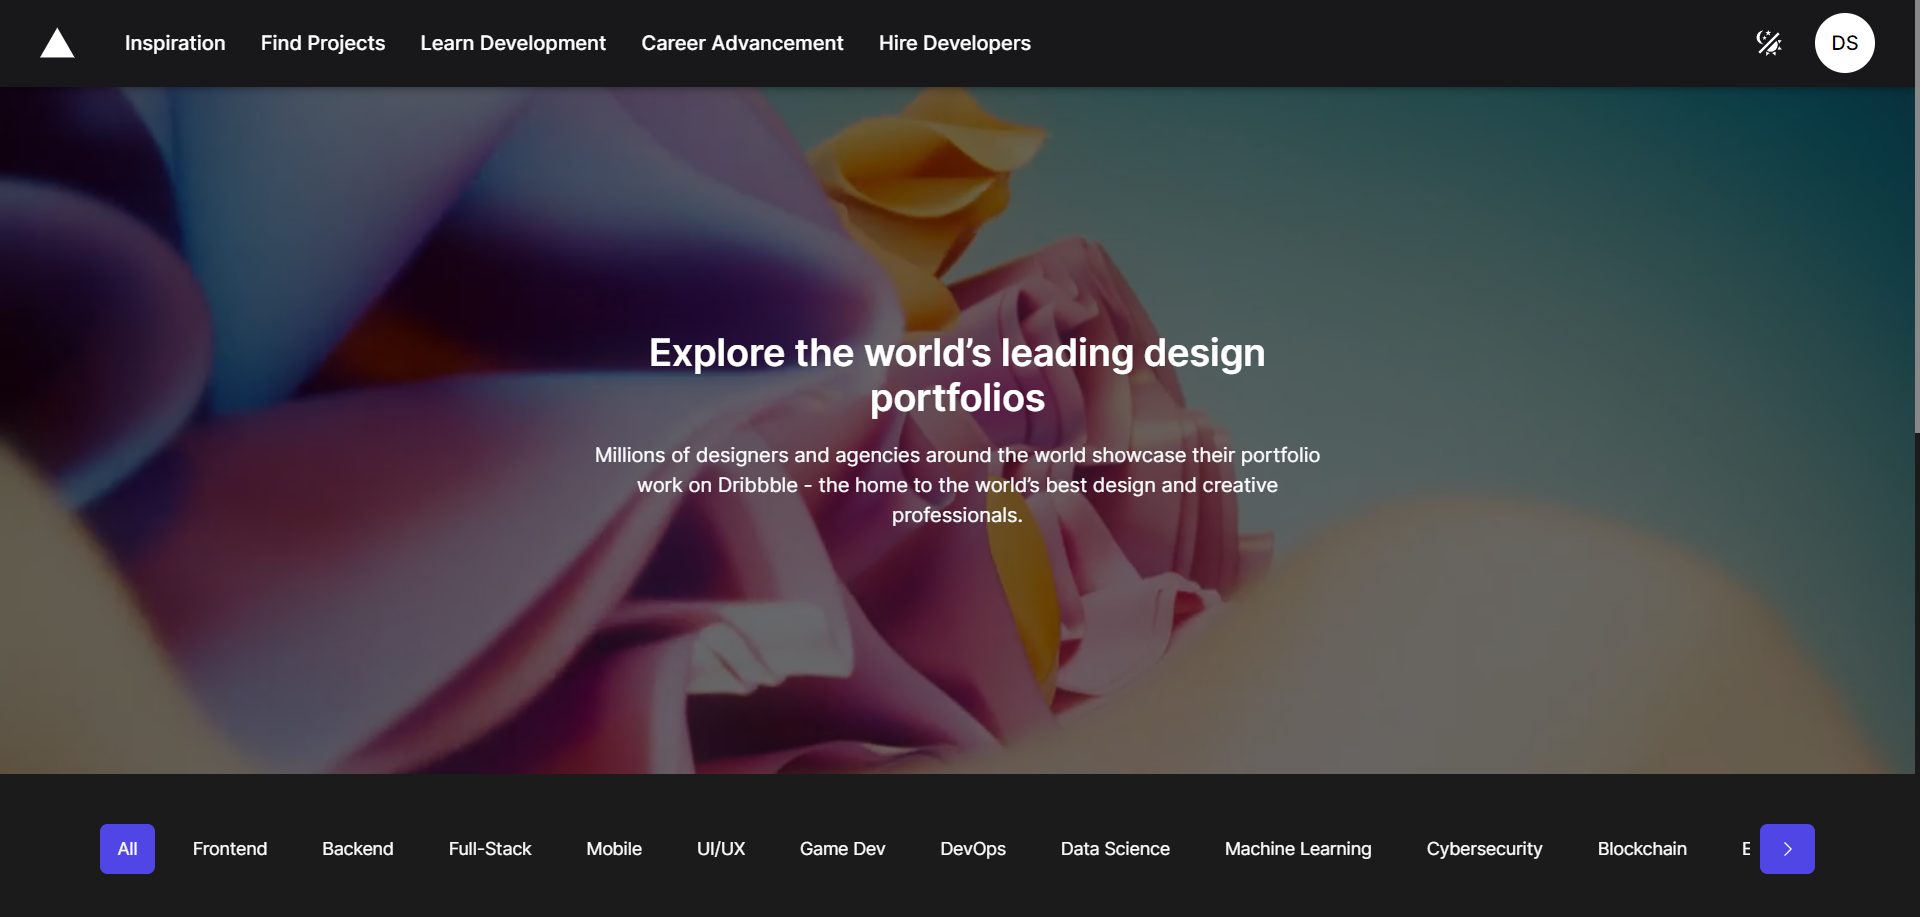 Inspiration Find Projects Learn Development Career Advancement Hire Developers DS
Explore the world’s leading design
portfolios
Millions of designers and agencies around the world showcase their portfolio
work on Dribbble - the home to the world’s best design and creative
professionals.
All Frontend Backend Full-Stack Mobile UI/UX Game Dev DevOps Data Science Machine Learning Cybersecurity Blockchain